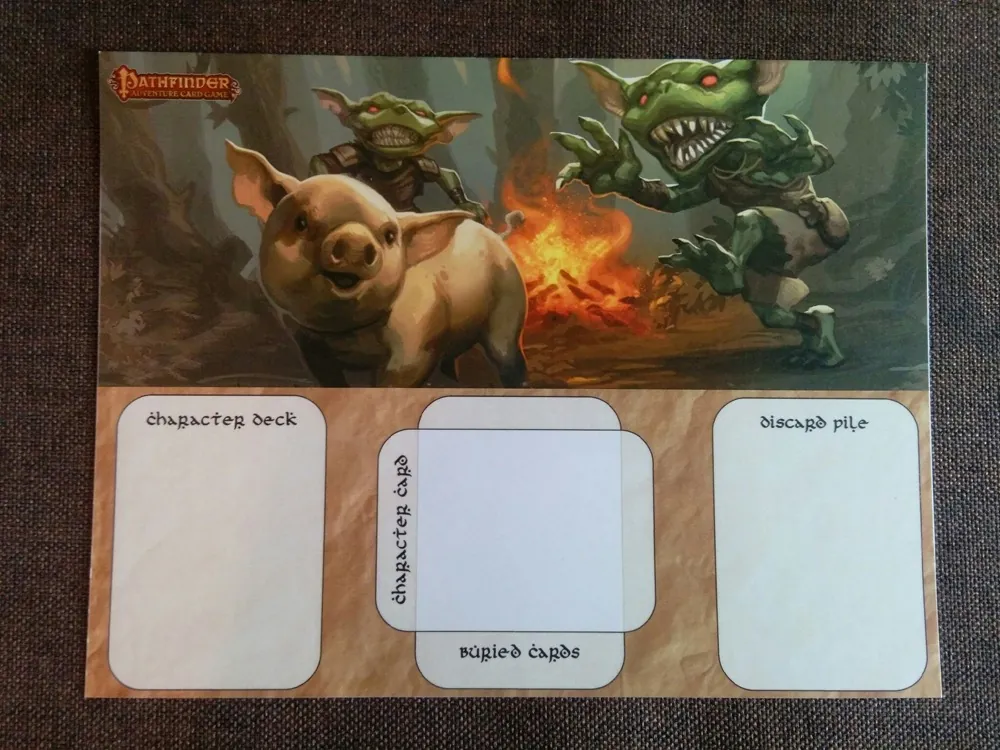 PATHFINDER
ADVENTURE CARD GAME
character deck
character card
buried cards
discard pile